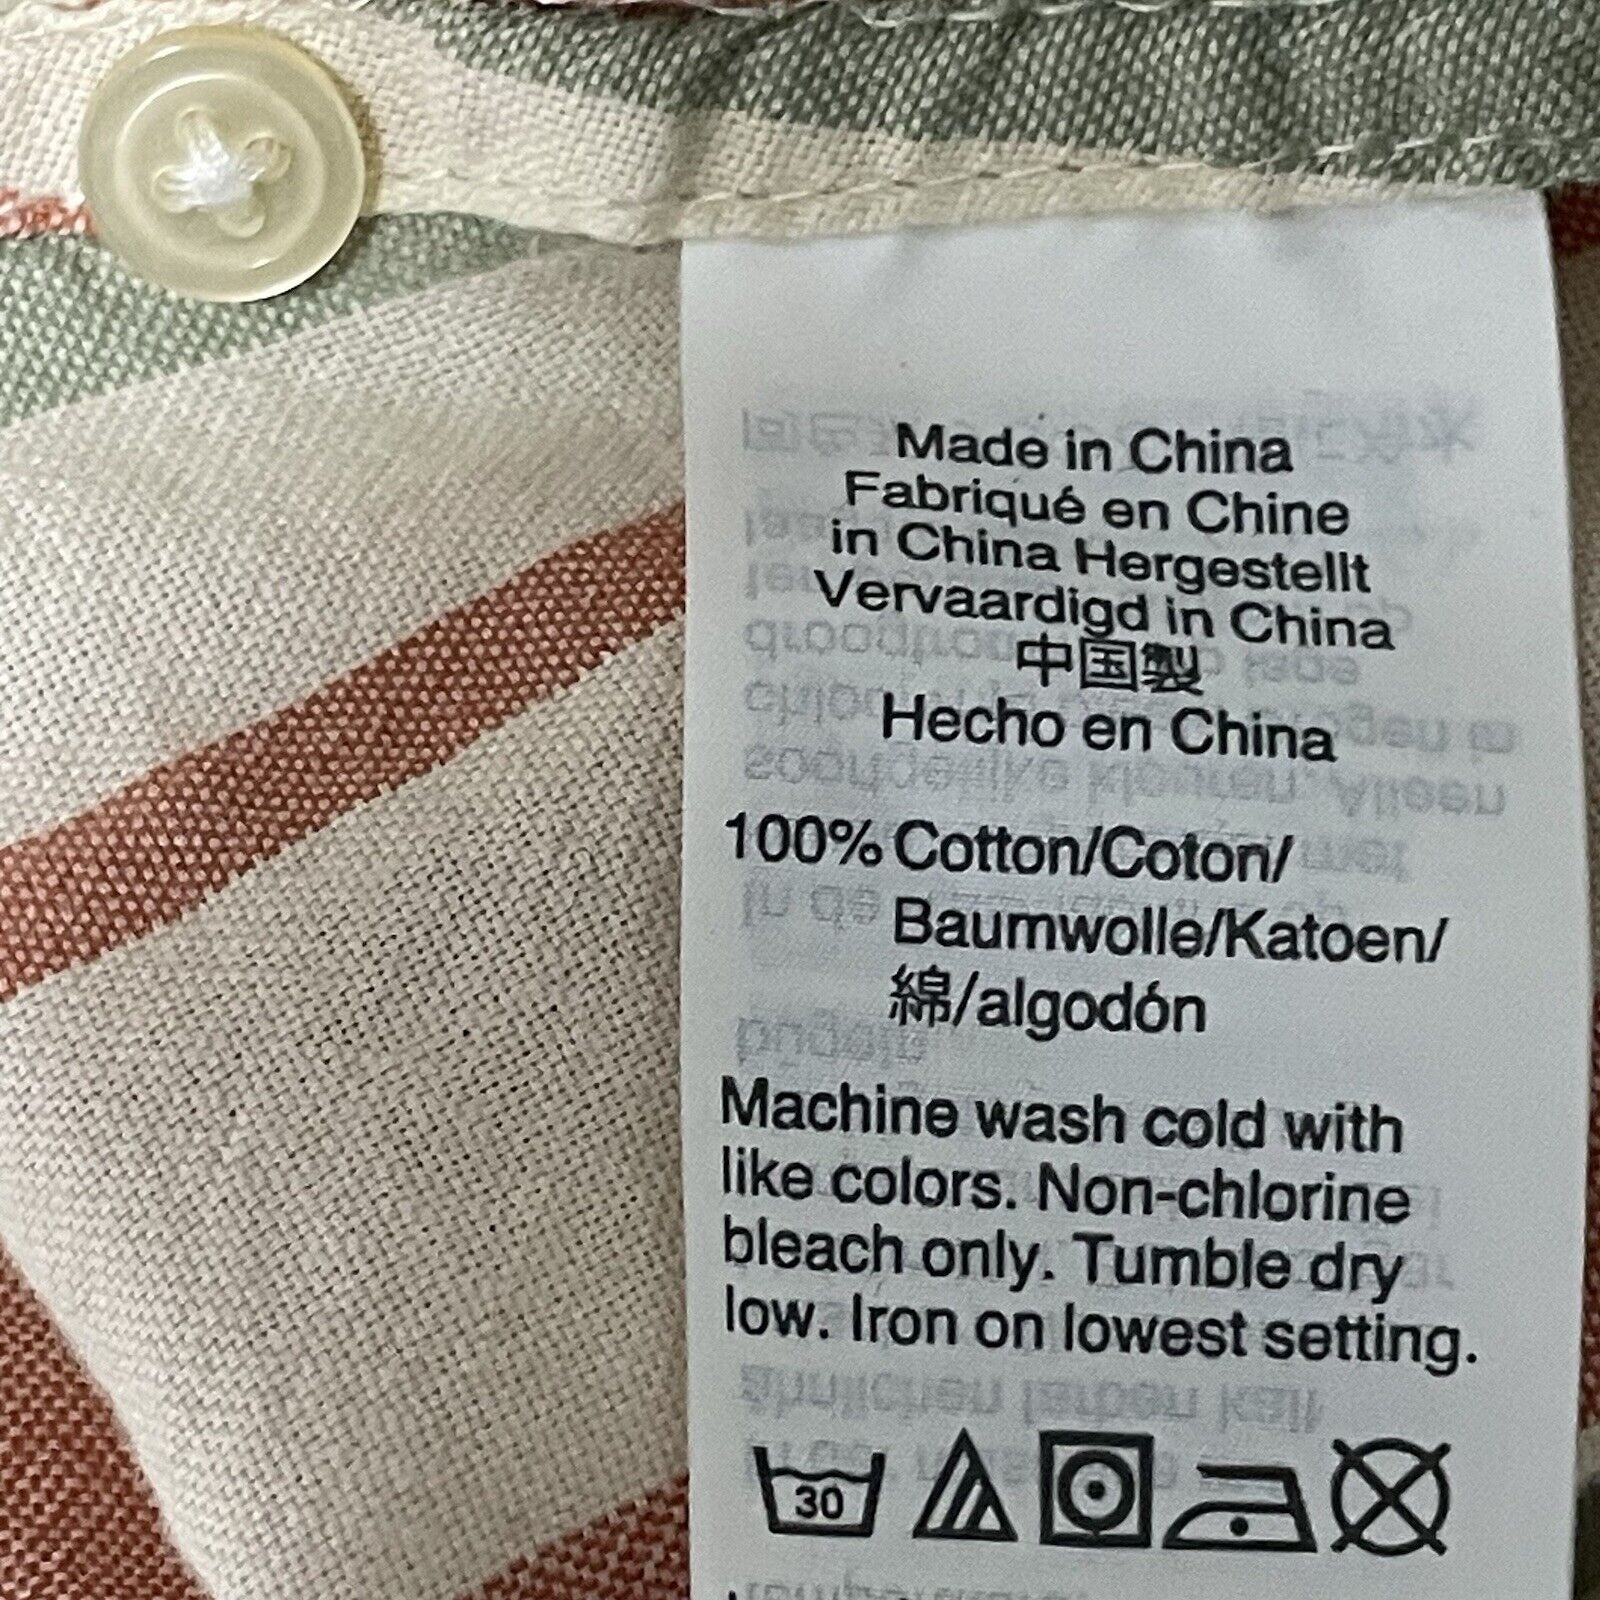 Made in China
Fabriqué en Chine
in China Hergestellt
Vervaardigd in China
中国製
Hecho en China
100% Cotton/Coton/
Baumwolle/Katoen/
綿/algodón
Machine wash cold with
like colors. Non-chlorine
bleach only. Tumble dry
low. Iron on lowest setting.
30